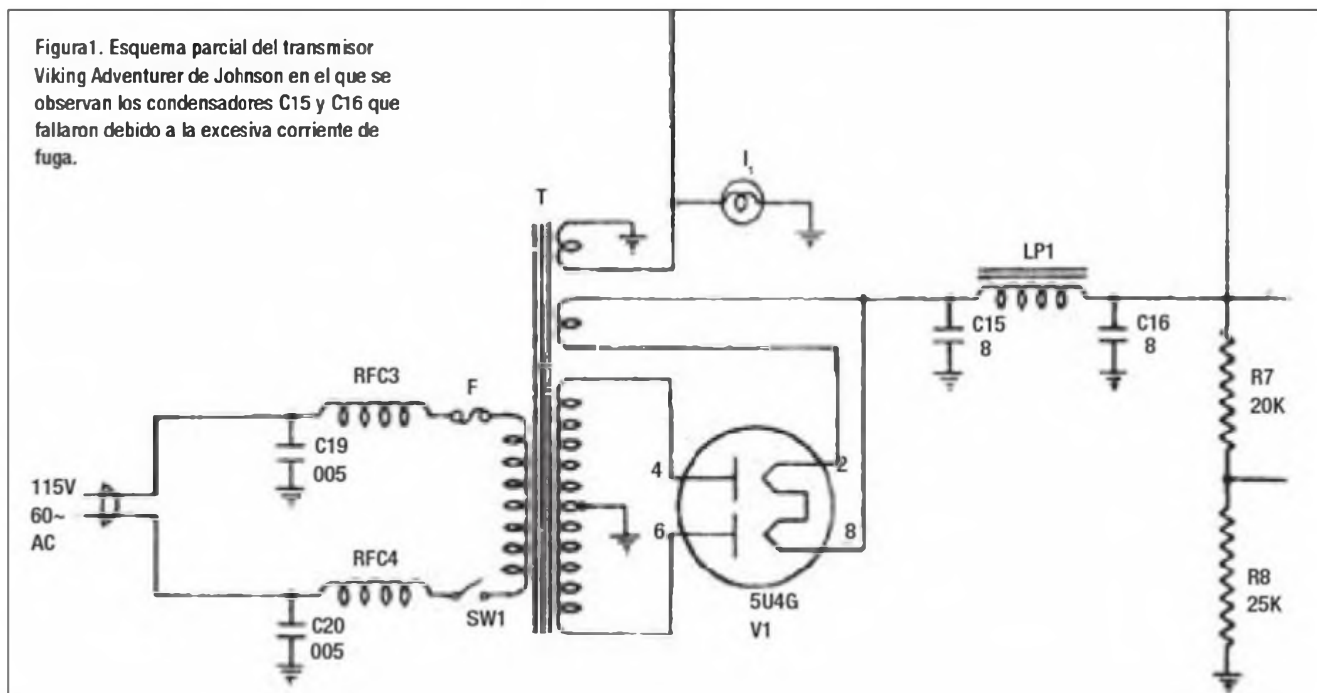 Figura1. Esquema parcial del transmisor
Viking Adventurer de Johnson en el que se
observan los condensadores C15 y C16 que
fallaron debido a la excesiva corriente de
fuga.
I1
T
LP1
C15
8
C16
8
RFC3
F
R7
20K
C19
005
4
2
115V
60~
AC
6
8
RFC4
SW1
5U4G
V1
R8
25K
C20
005